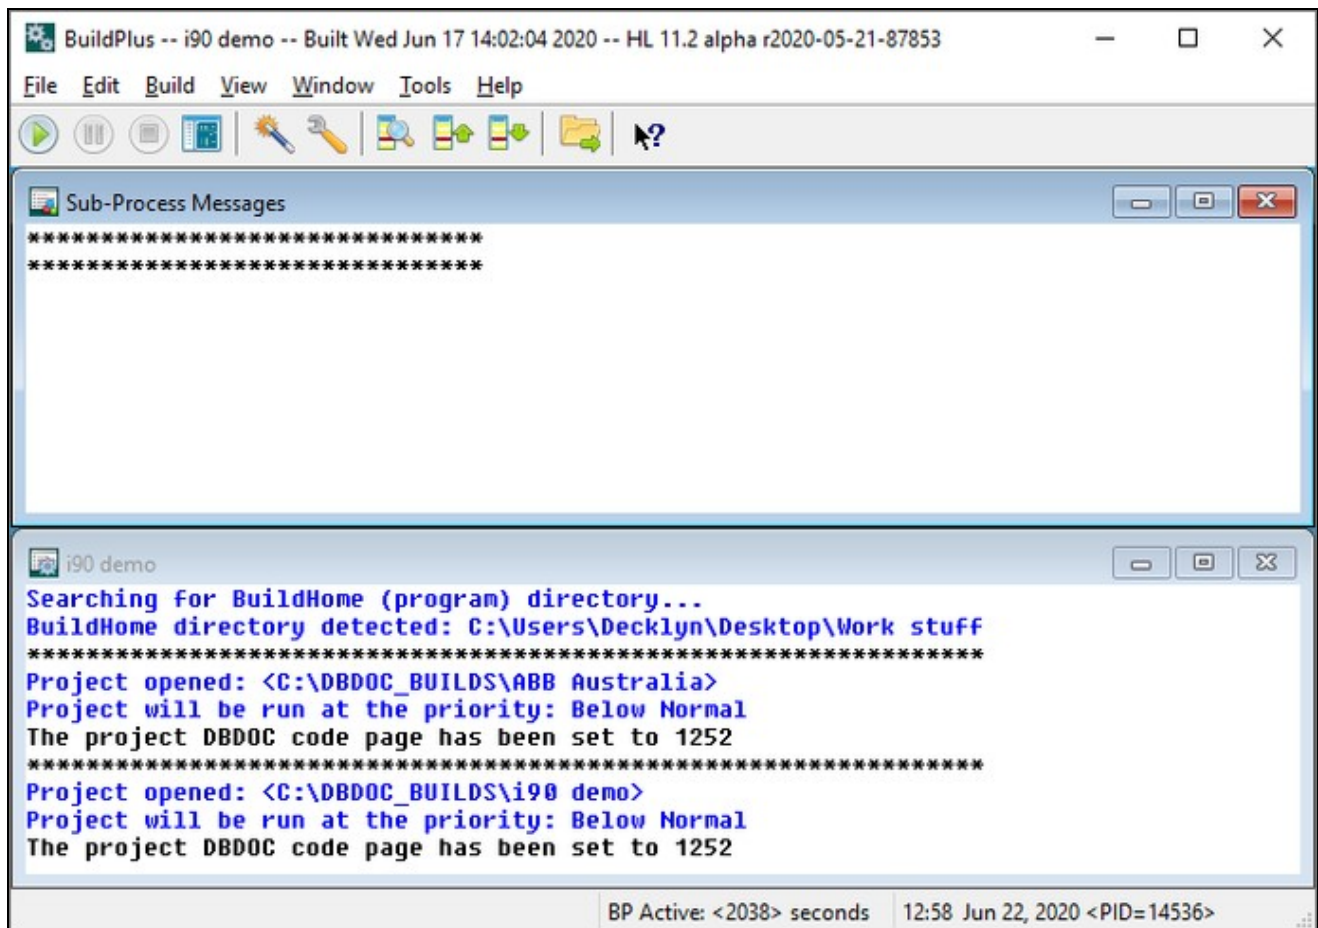 BuildPlus -- i90 demo -- Built Wed Jun 17 14:02:04 2020 -- HL 11.2 alpha r2020-05-21-87853
File Edit Build View Window Tools Help
?
Sub-Process Messages
*******************************
*******************************
i90 demo
Searching for BuildHome (program) directory...
BuildHome directory detected: C:\Users\Decklyn\Desktop\Work stuff
*****************************************************************
Project opened: <C:\DBDOC_BUILDS\ABB Australia>
Project will be run at the priority: Below Normal
The project DBDOC code page has been set to 1252
*****************************************************************
Project opened: <C:\DBDOC_BUILDS\i90 demo>
Project will be run at the priority: Below Normal
The project DBDOC code page has been set to 1252
BP Active: <2038> seconds 12:58 Jun 22, 2020 <PID=14536>